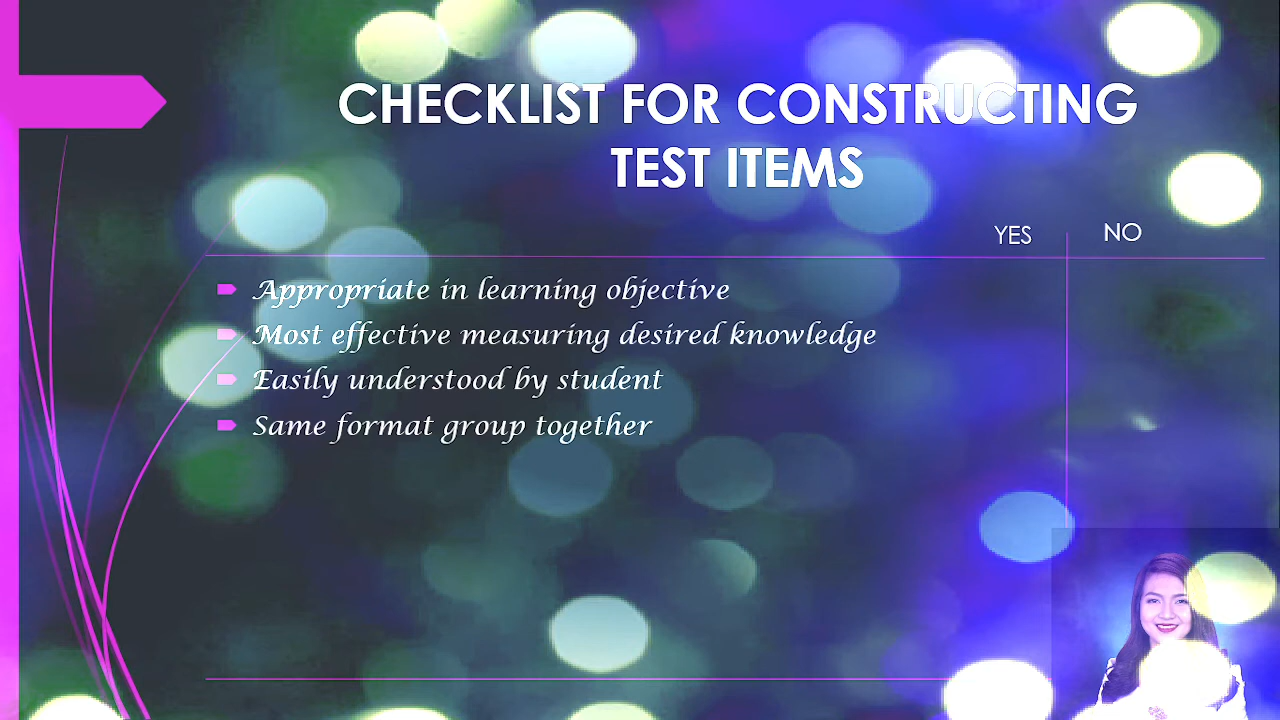 CHECKLIST FOR CONSTRUCTING
TEST ITEMS
YES NO
Appropriate in learning objective
Most effective measuring desired knowledge
Easily understood by student
Same format group together